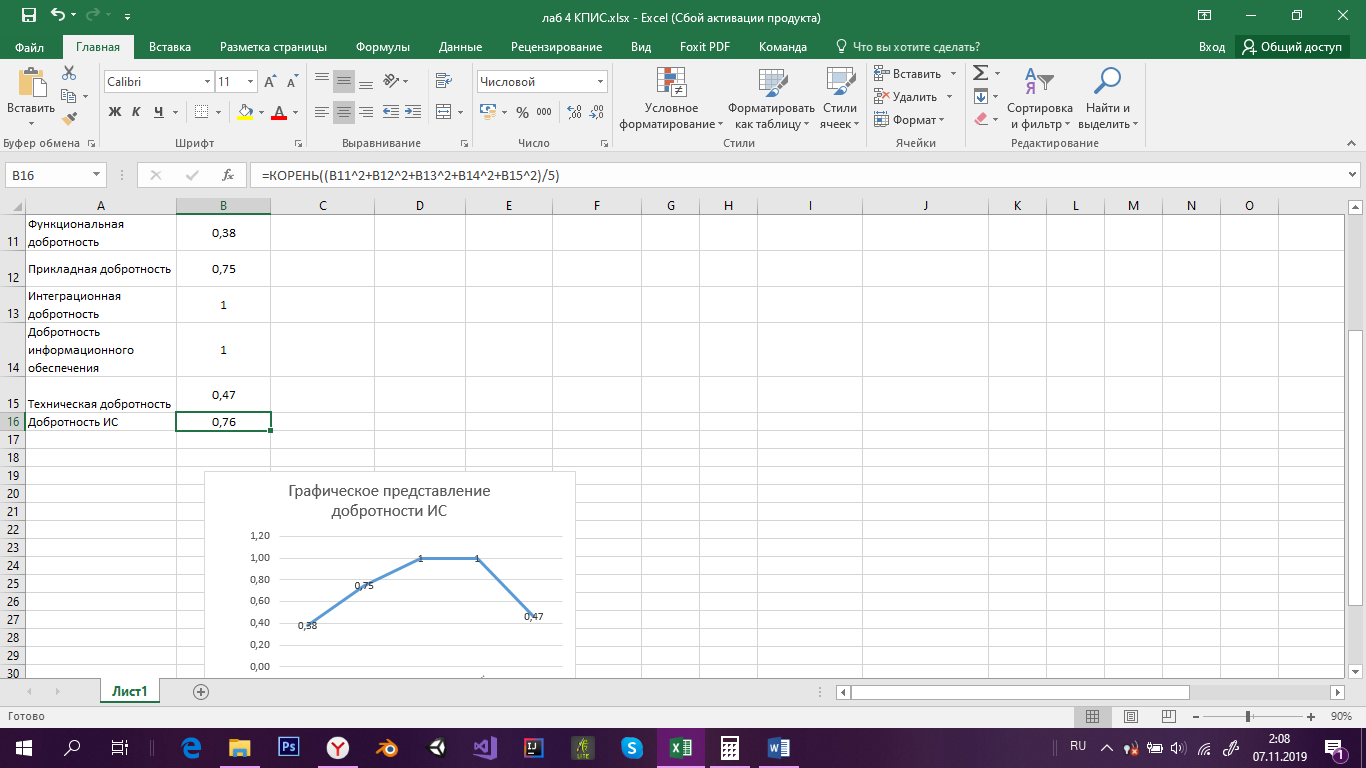 лаб 4 КПИС.xlsx - Excel (Сбой активации продукта)
Файл Главная Вставка Разметка страницы Формулы Данные Рецензирование Вид Foxit PDF Команда Что вы хотите сделать? Вход Общий доступ
Вставить
Calibri 11
Ж К Ч А
Числовой
% 000
Условное форматирование
Форматировать как таблицу
Стили ячеек
Вставить
Удалить
Формат
Сортировка и фильтр
Найти и выделить
Буфер обмена Шрифт Выравнивание Число Стили Ячейки Редактирование
B16 fx =КОРЕНЬ((B11^2+B12^2+B13^2+B14^2+B15^2)/5)
A B C D E F G H I J K L M N O
11 Функциональная добротность 0,38
12 Прикладная добротность 0,75
13 Интеграционная добротность 1
14 Добротность информационного обеспечения 1
15 Техническая добротность 0,47
16 Добротность ИС 0,76
17
18
19
20
21
22
23
24
25
26
27
28
29
30
Графическое представление
добротности ИС
1,20
1,00
0,80
0,60
0,40
0,20
0,00
0,38
0,75
1
1
0,47
Лист1
Готово
90%
Ps
LITE
RU
2:08
07.11.2019
1